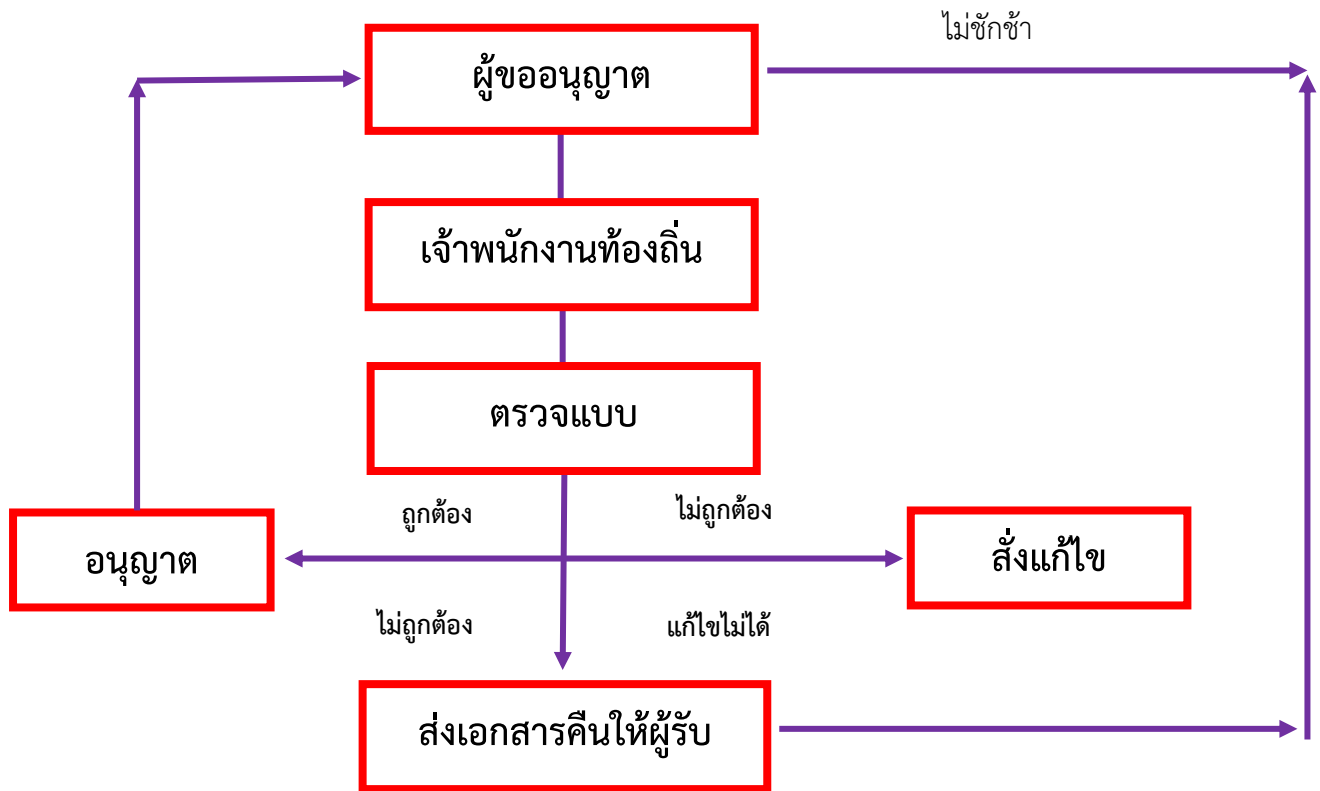 ไม่ชักช้า
ผู้ขออนุญาต
เจ้าพนักงานท้องถิ่น
ตรวจแบบ
ถูกต้อง
ไม่ถูกต้อง
อนุญาต
สั่งแก้ไข
ไม่ถูกต้อง
แก้ไขไม่ได้
ส่งเอกสารคืนให้ผู้รับ